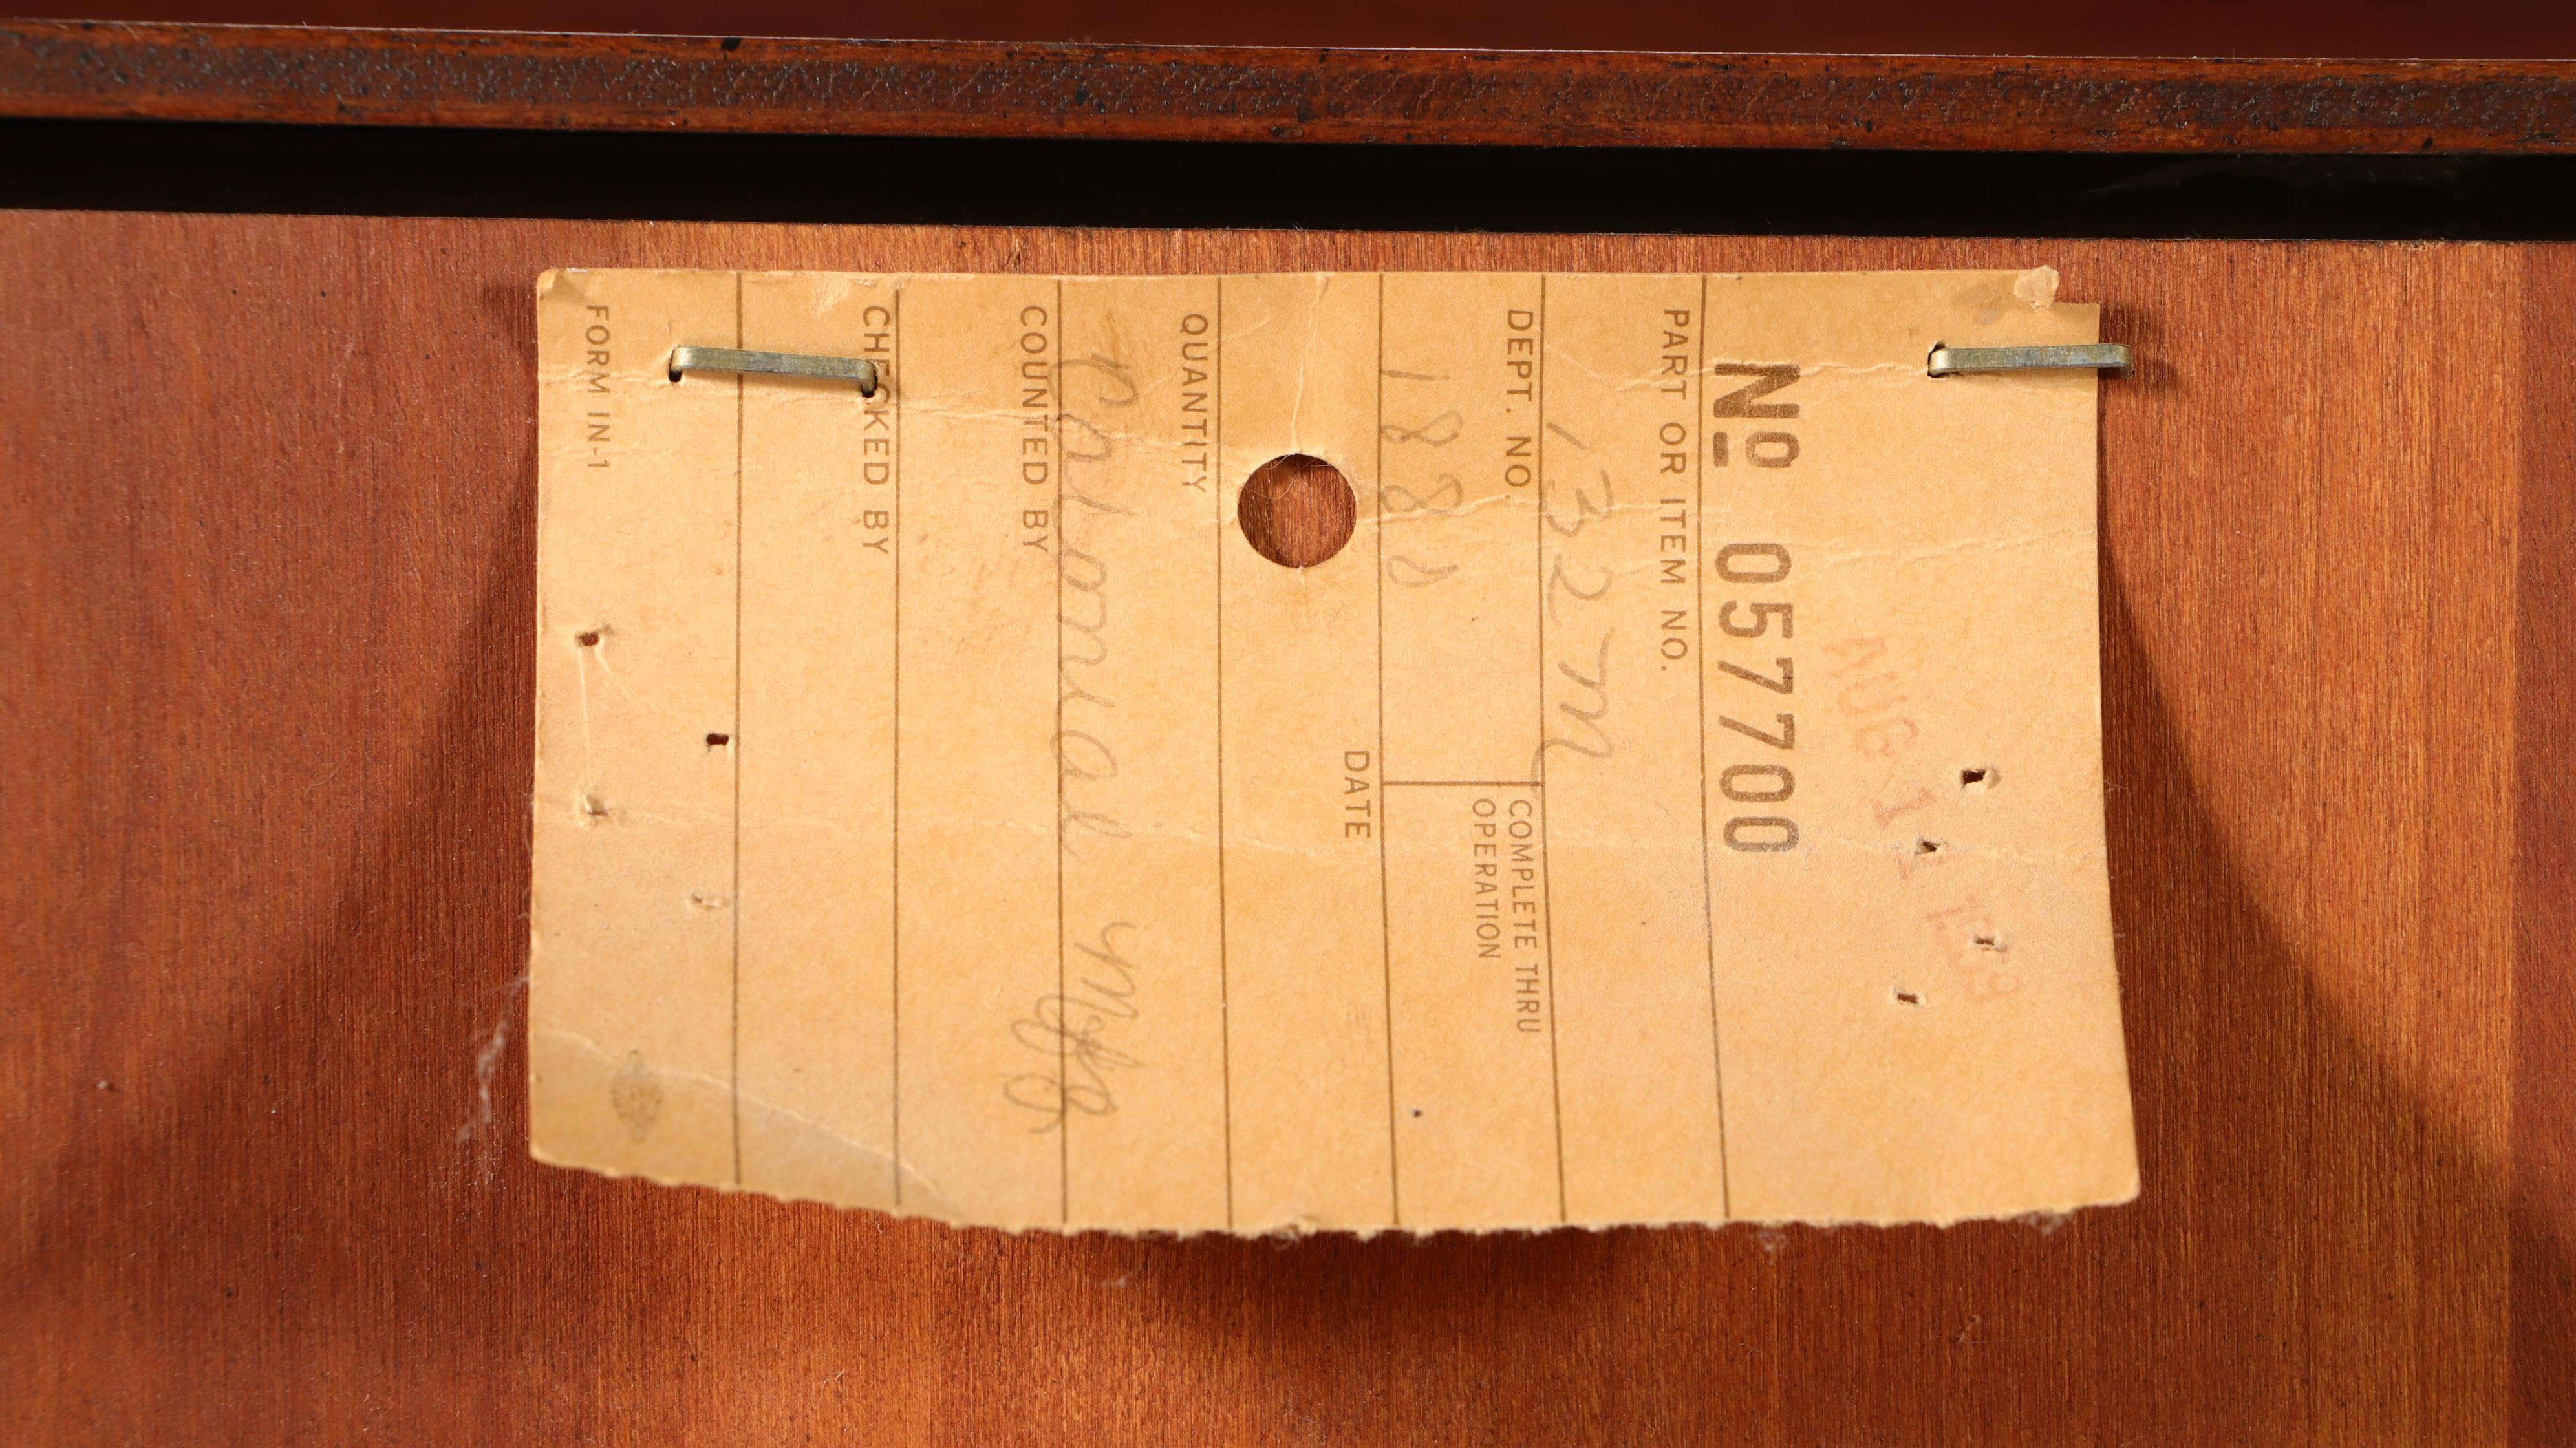 AUG 11
No 057700
PART OR ITEM NO.
132M
DEPT. NO
COMPLETE THRU
OPERATION
188
DATE
QUANTITY
Colonial Mfg
COUNTED BY
CHECKED BY
FORM IN-1